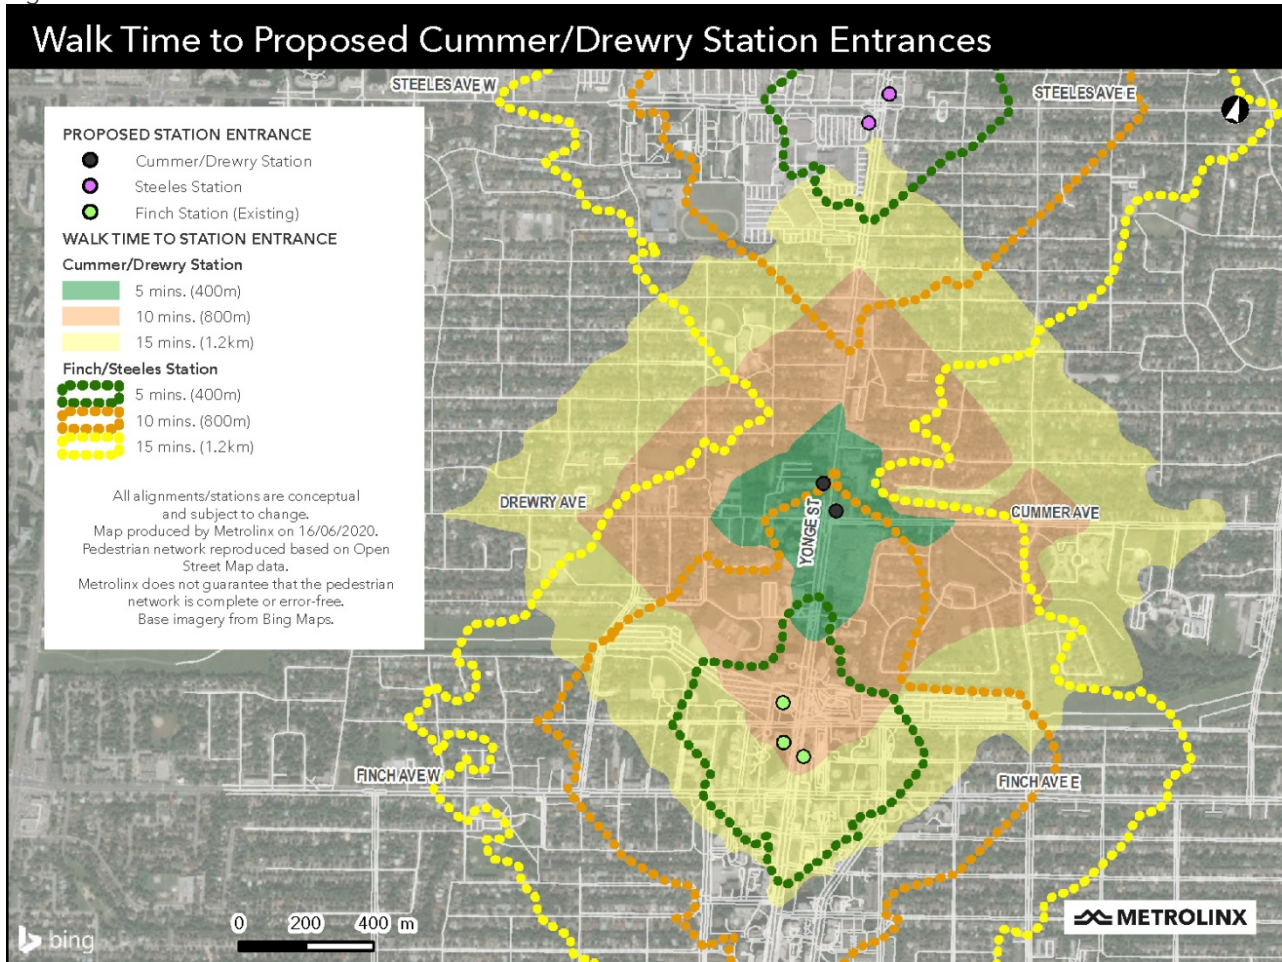 Walk Time to Proposed Cummer/Drewry Station Entrances
STEELES AVE W
STEELES AVE E
PROPOSED STATION ENTRANCE
Cummer/Drewry Station
Steeles Station
Finch Station (Existing)
WALK TIME TO STATION ENTRANCE
Cummer/Drewry Station
5 mins. (400m)
10 mins. (800m)
15 mins. (1.2km)
Finch/Steeles Station
5 mins. (400m)
10 mins. (800m)
15 mins. (1.2km)
All alignments/stations are conceptual
and subject to change.
Map produced by Metrolinx on 16/06/2020.
Pedestrian network reproduced based on Open
Street Map data.
Metrolinx does not guarantee that the pedestrian
network is complete or error-free.
Base imagery from Bing Maps.
DREWRY AVE
YONGE ST
CUMMER AVE
FINCH AVE W
FINCH AVE E
0 200 400 m
bing
METROLINX